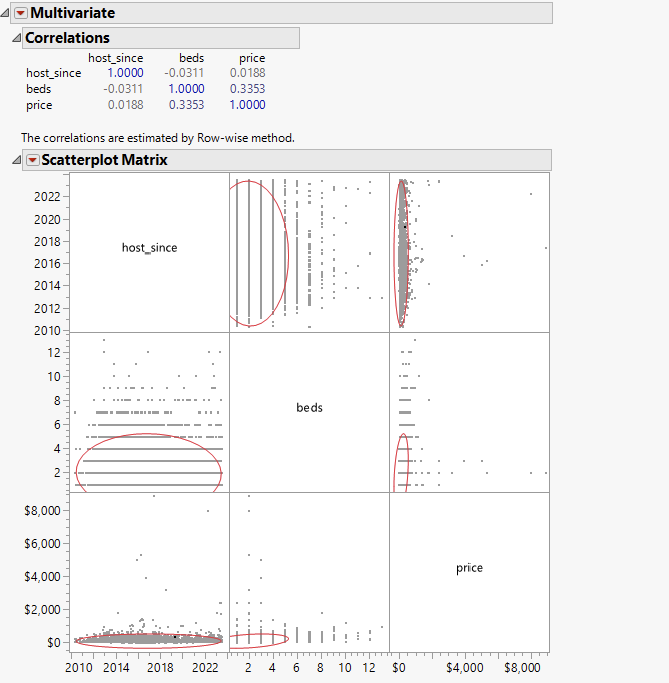 Multivariate
Correlations
host_since beds price
host_since 1.0000 -0.0311 0.0188
beds -0.0311 1.0000 0.3353
price 0.0188 0.3353 1.0000
The correlations are estimated by Row-wise method.
Scatterplot Matrix
2022
2020
2018
2016
2014
2012
2010
host_since
12
10
8
6
4
2
beds
$8,000
$6,000
$4,000
$2,000
$0
price
2010 2014 2018 2022 2 4 6 8 10 12 $0 $4,000 $8,000